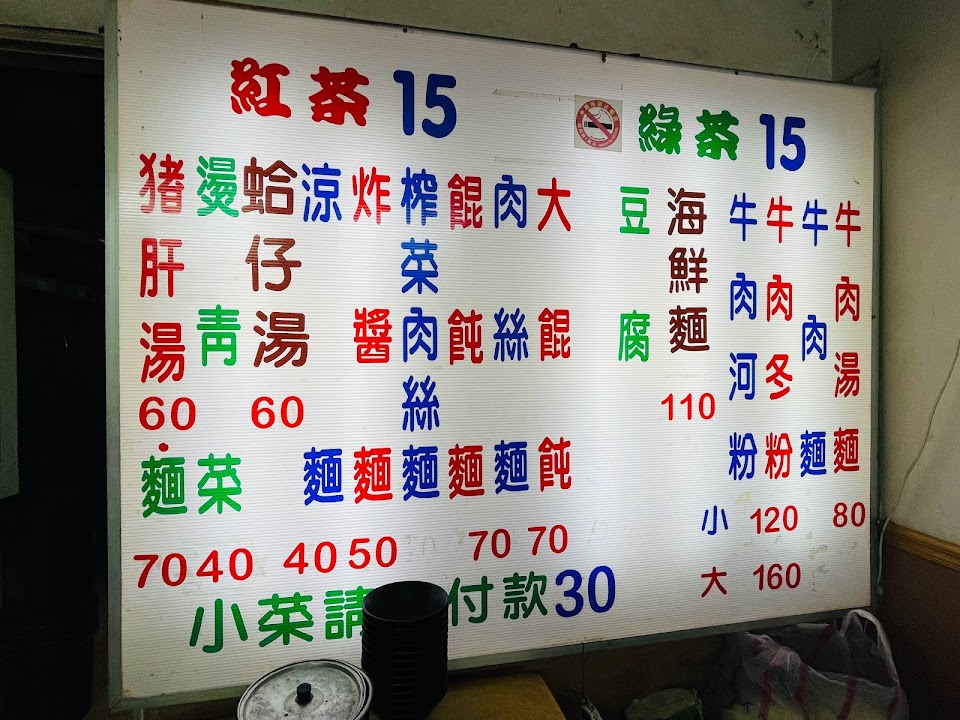 紅茶 15
綠茶 15
牛肉湯麵 80
牛肉麵
牛肉冬粉
牛肉河粉
小 120
大 160
海鮮麵 110
豆腐
大餛飩 70
肉絲麵 70
餛飩麵
榨菜肉絲麵
炸醬麵 50
涼麵 40
蛤仔湯 60
燙青菜 40
猪肝湯 60
・麵 70
小菜請 付款 30